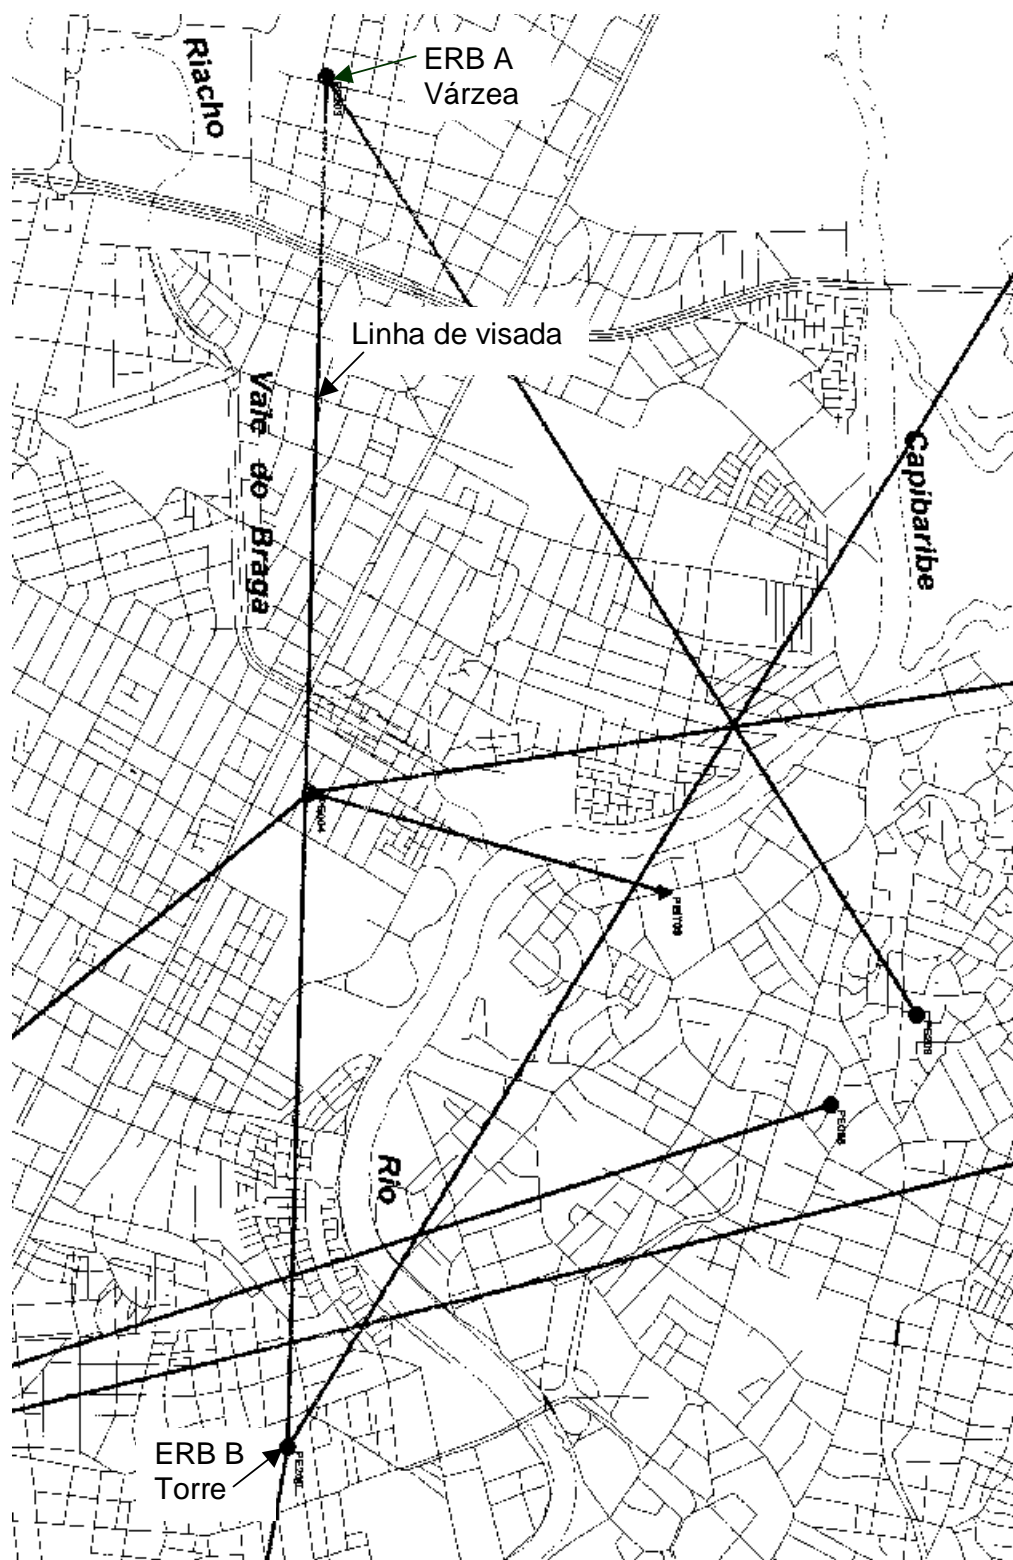 ERB A
Várzea
Riacho
Linha de visada
Vale do Braga
Capibaribe
Rio
ERB B
Torre